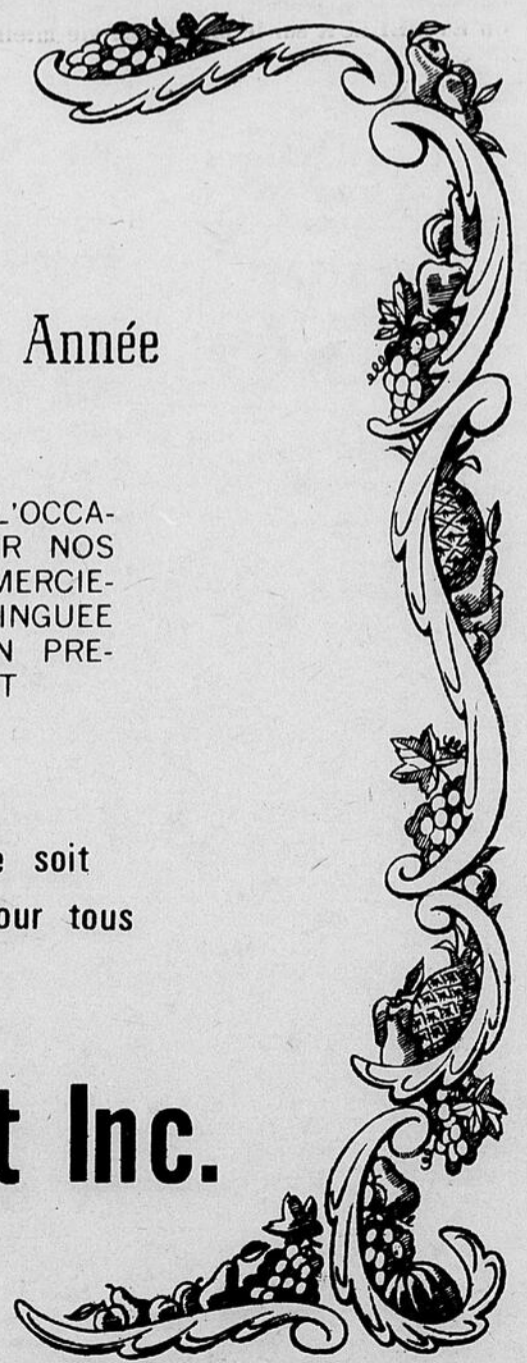 Année
L'OCCA-
R NOS
MERCIE-
INGUEE
N PRE-
T
e soit
our tous
t Inc.